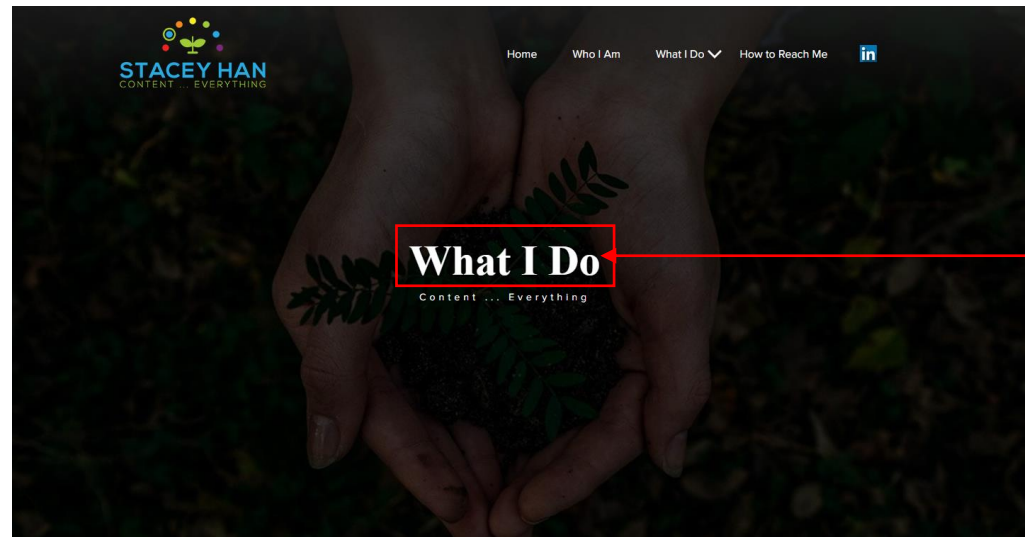 STACEY HAN
CONTENT ... EVERYTHING
Home Who I Am What I Do How to Reach Me in
What I Do
Content ... Everything